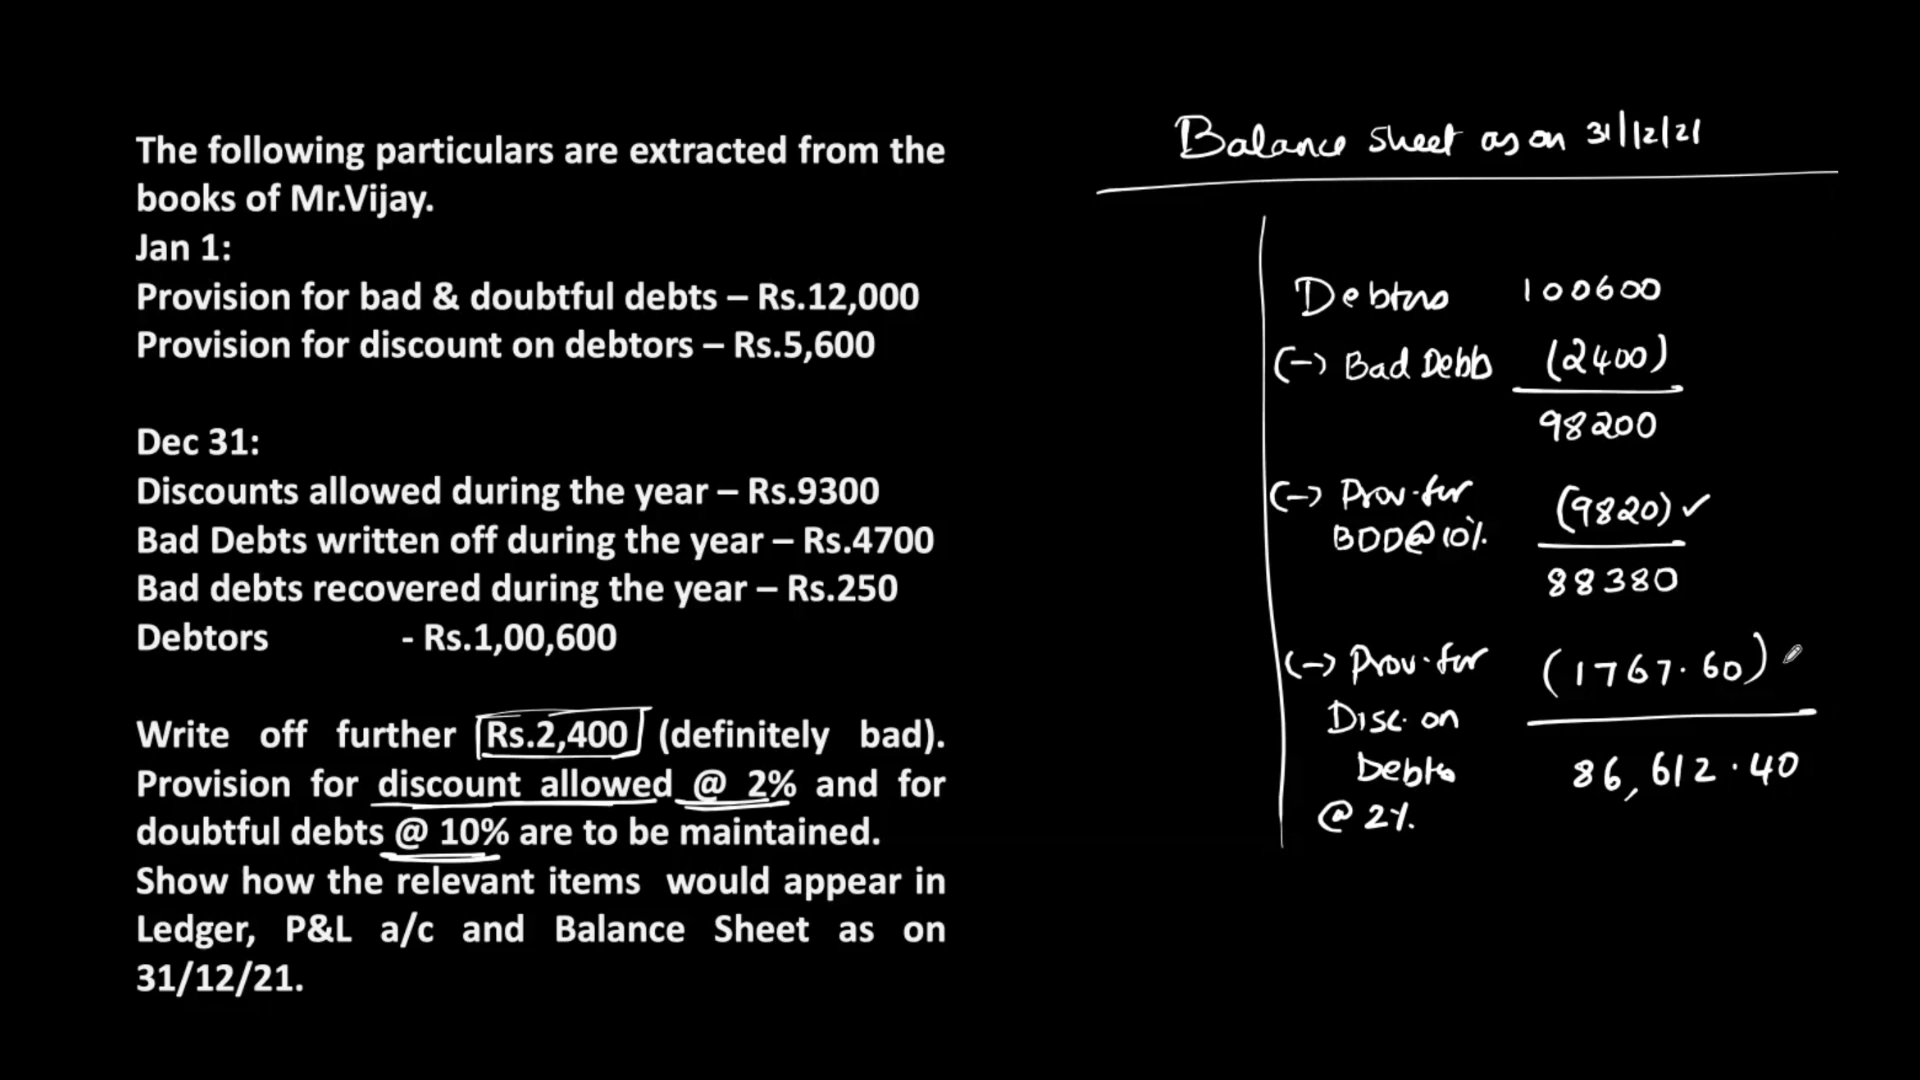 The following particulars are extracted from the
books of Mr.Vijay.
Jan 1:
Provision for bad & doubtful debts – Rs.12,000
Provision for discount on debtors – Rs.5,600
Dec 31:
Discounts allowed during the year – Rs.9300
Bad Debts written off during the year – Rs.4700
Bad debts recovered during the year – Rs.250
Debtors - Rs.1,00,600
Write off further Rs.2,400 (definitely bad).
Provision for discount allowed @ 2% and for
doubtful debts @ 10% are to be maintained.
Show how the relevant items would appear in
Ledger, P&L a/c and Balance Sheet as on
31/12/21.
Balance sheet as on 31/12/21
Debtors 100600
(-) Bad Debts (2400)
98200
(-) Prov. for (9820) ✓
BDD@10%.
88380
(-) Prov. for (1767.60)
Disc. on
Debts 86,612.40
@ 2%.